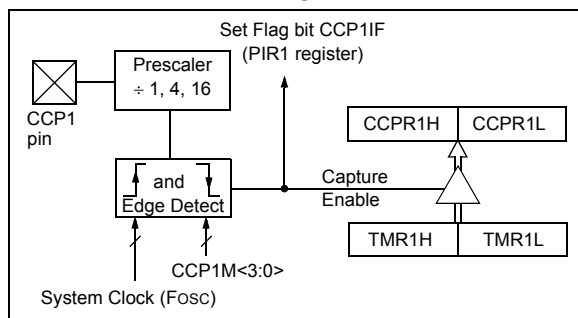 Set Flag bit CCP1IF
(PIR1 register)
Prescaler
÷ 1, 4, 16
CCP1
pin
CCPR1H CCPR1L
and
Edge Detect
Capture
Enable
TMR1H TMR1L
CCP1M<3:0>
System Clock (FOSC)